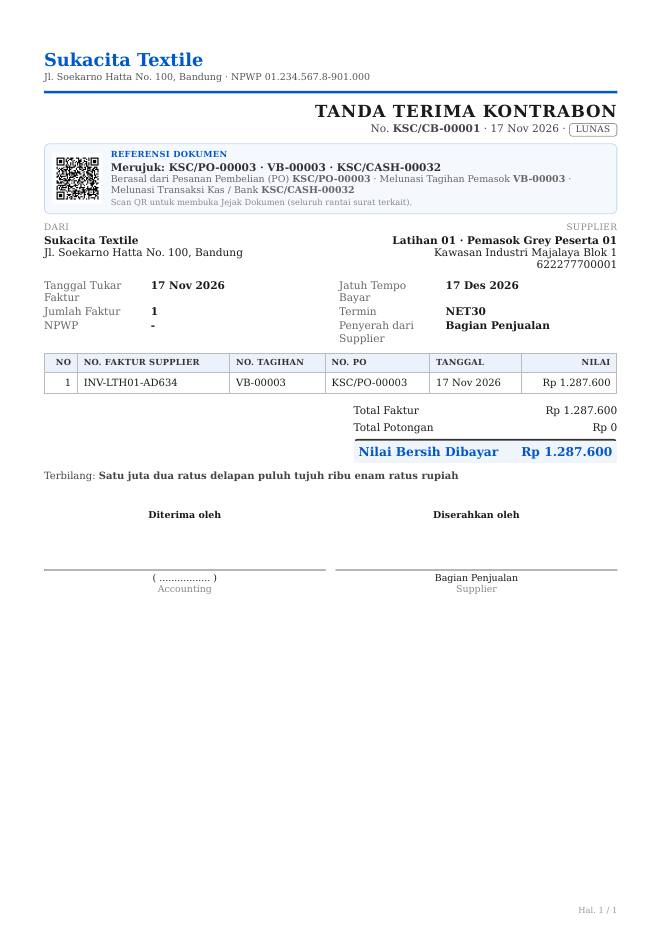 Sukacita Textile
Jl. Soekarno Hatta No. 100, Bandung · NPWP 01.234.567.8-901.000
TANDA TERIMA KONTRABON
No. KSC/CB-00001 · 17 Nov 2026 · LUNAS
REFERENSI DOKUMEN
Merujuk: KSC/PO-00003 · VB-00003 · KSC/CASH-00032
Berasal dari Pesanan Pembelian (PO) KSC/PO-00003 · Melunasi Tagihan Pemasok VB-00003 ·
Melunasi Transaksi Kas / Bank KSC/CASH-00032
Scan QR untuk membuka Jejak Dokumen (seluruh rantai surat terkait).
DARI
Sukacita Textile
Jl. Soekarno Hatta No. 100, Bandung
SUPPLIER
Latihan 01 · Pemasok Grey Peserta 01
Kawasan Industri Majalaya Blok 1
622277700001
Tanggal Tukar Faktur 17 Nov 2026
Jumlah Faktur 1
NPWP -
Jatuh Tempo Bayar 17 Des 2026
Termin NET30
Penyerah dari Supplier Bagian Penjualan
NO NO. FAKTUR SUPPLIER NO. TAGIHAN NO. PO TANGGAL NILAI
1 INV-LTH01-AD634 VB-00003 KSC/PO-00003 17 Nov 2026 Rp 1.287.600
Total Faktur Rp 1.287.600
Total Potongan Rp 0
Nilai Bersih Dibayar Rp 1.287.600
Terbilang: Satu juta dua ratus delapan puluh tujuh ribu enam ratus rupiah
Diterima oleh Diserahkan oleh
( ................ ) Bagian Penjualan
Accounting Supplier
Hal. 1 / 1